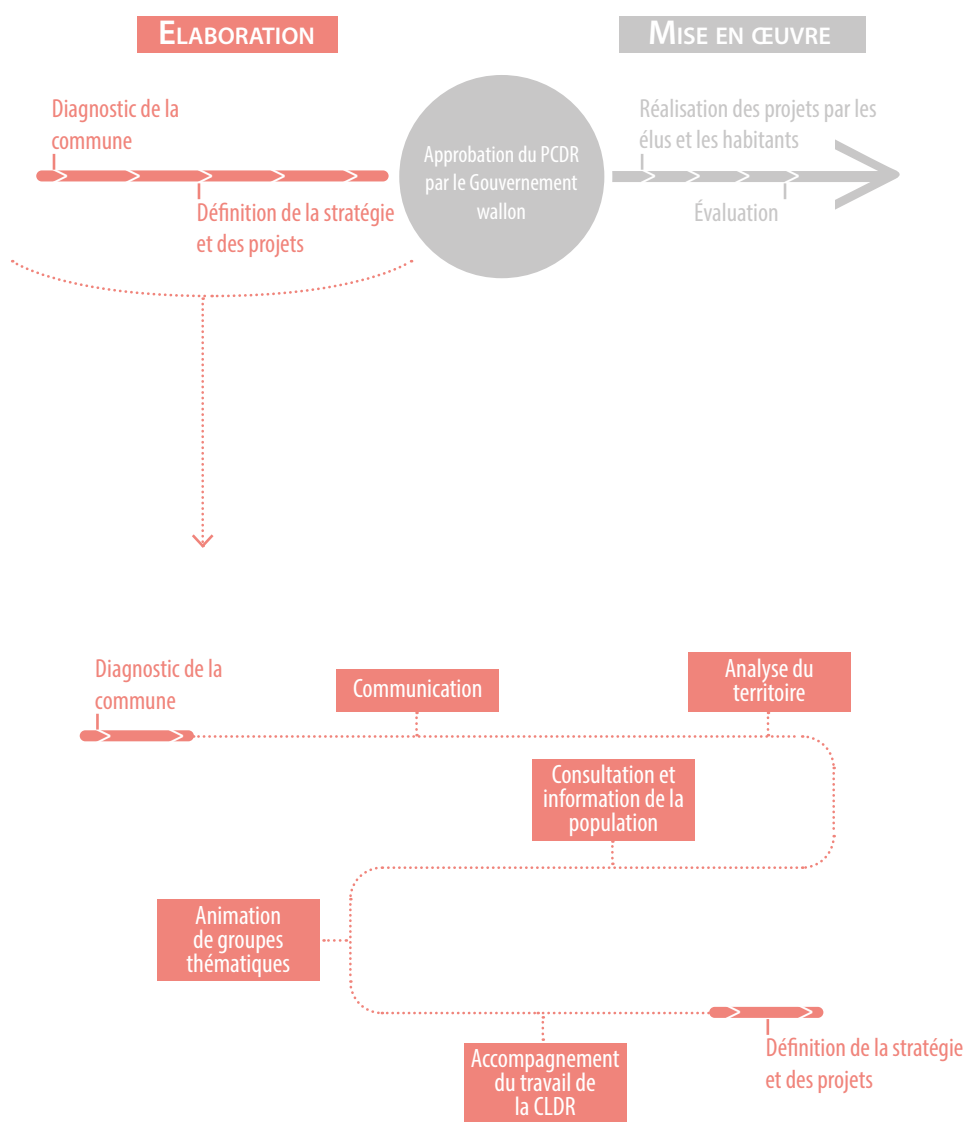 ELABORATION
MISE EN ŒUVRE
Diagnostic de la
commune
Définition de la stratégie
et des projets
Approbation du PCDR
par le Gouvernement
wallon
Réalisation des projets par les
élus et les habitants
Évaluation
Diagnostic de la
commune
Communication
Analyse du
territoire
Consultation et
information de la
population
Animation
de groupes
thématiques
Accompagnement
du travail de
la CLDR
Définition de la stratégie
et des projets